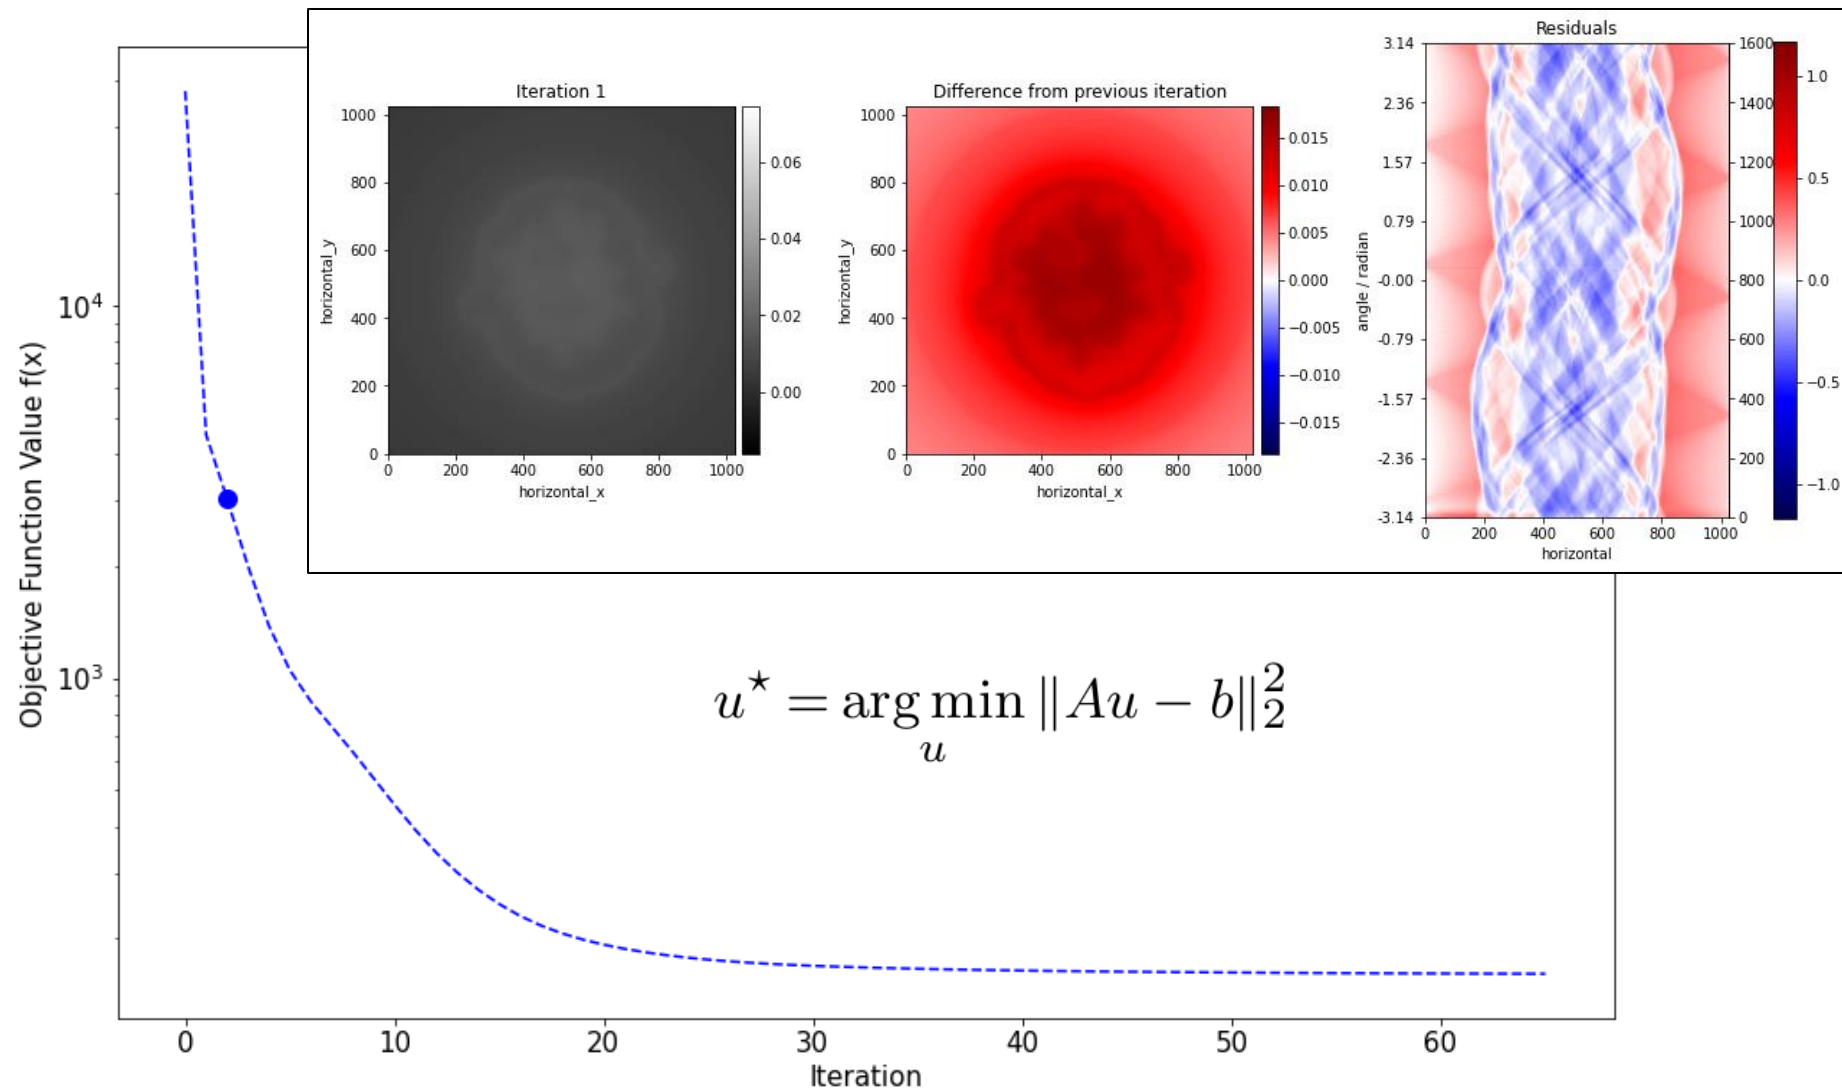 Iteration 1
1000
800
600
400
200
0
0 200 400 600 800 1000
horizontal_x
horizontal_y
0.06
0.04
0.02
0.00
Difference from previous iteration
1000
800
600
400
200
0
0 200 400 600 800 1000
horizontal_x
horizontal_y
0.015
0.010
0.005
0.000
−0.005
−0.010
−0.015
Residuals
3.14
2.36
1.57
0.79
-0.00
-0.79
-1.57
-2.36
-3.14
angle / radian
0 200 400 600 800 1000
horizontal
1600
1400
1200
1000
800
600
400
200
0
1.0
0.5
0.0
−0.5
−1.0
Objective Function Value f(x)
10⁴
10³
u⋆ = arg min ‖Au − b‖₂²
u
0 10 20 30 40 50 60
Iteration